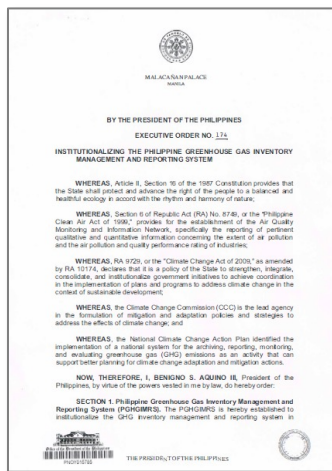 MALACAÑAN PALACE
MANILA
BY THE PRESIDENT OF THE PHILIPPINES
EXECUTIVE ORDER NO. 174
INSTITUTIONALIZING THE PHILIPPINE GREENHOUSE GAS INVENTORY
MANAGEMENT AND REPORTING SYSTEM
WHEREAS, Article II, Section 16 of the 1987 Constitution provides that
the State shall protect and advance the right of the people to a balanced and
healthful ecology in accord with the rhythm and harmony of nature;
WHEREAS, Section 6 of Republic Act (RA) No. 8749, or the "Philippine
Clean Air Act of 1999," provides for the establishment of the Air Quality
Monitoring and Information Network, specifically the reporting of pertinent
qualitative and quantitative information concerning the extent of air pollution
and the air pollution and quality performance rating of industries;
WHEREAS, RA 9729, or the "Climate Change Act of 2009," as amended
by RA 10174, declares that it is a policy of the State to strengthen, integrate,
consolidate, and institutionalize government initiatives to achieve coordination
in the implementation of plans and programs to address climate change in the
context of sustainable development;
WHEREAS, the Climate Change Commission (CCC) is the lead agency
in the formulation of mitigation and adaptation policies and strategies to
address the effects of climate change; and
WHEREAS, the National Climate Change Action Plan identified the
implementation of a national system for the archiving, reporting, monitoring,
and evaluating greenhouse gas (GHG) emissions as an activity that can
support better planning for climate change adaptation and mitigation actions.
NOW, THEREFORE, I, BENIGNO S. AQUINO III, President of the
Philippines, by virtue of the powers vested in me by law, do hereby order:
SECTION 1. Philippine Greenhouse Gas Inventory Management and
Reporting System (PGHGIMRS). The PGHGIMRS is hereby established to
institutionalize the GHG inventory management and reporting system in
THE PRESIDENT OF THE PHILIPPINES